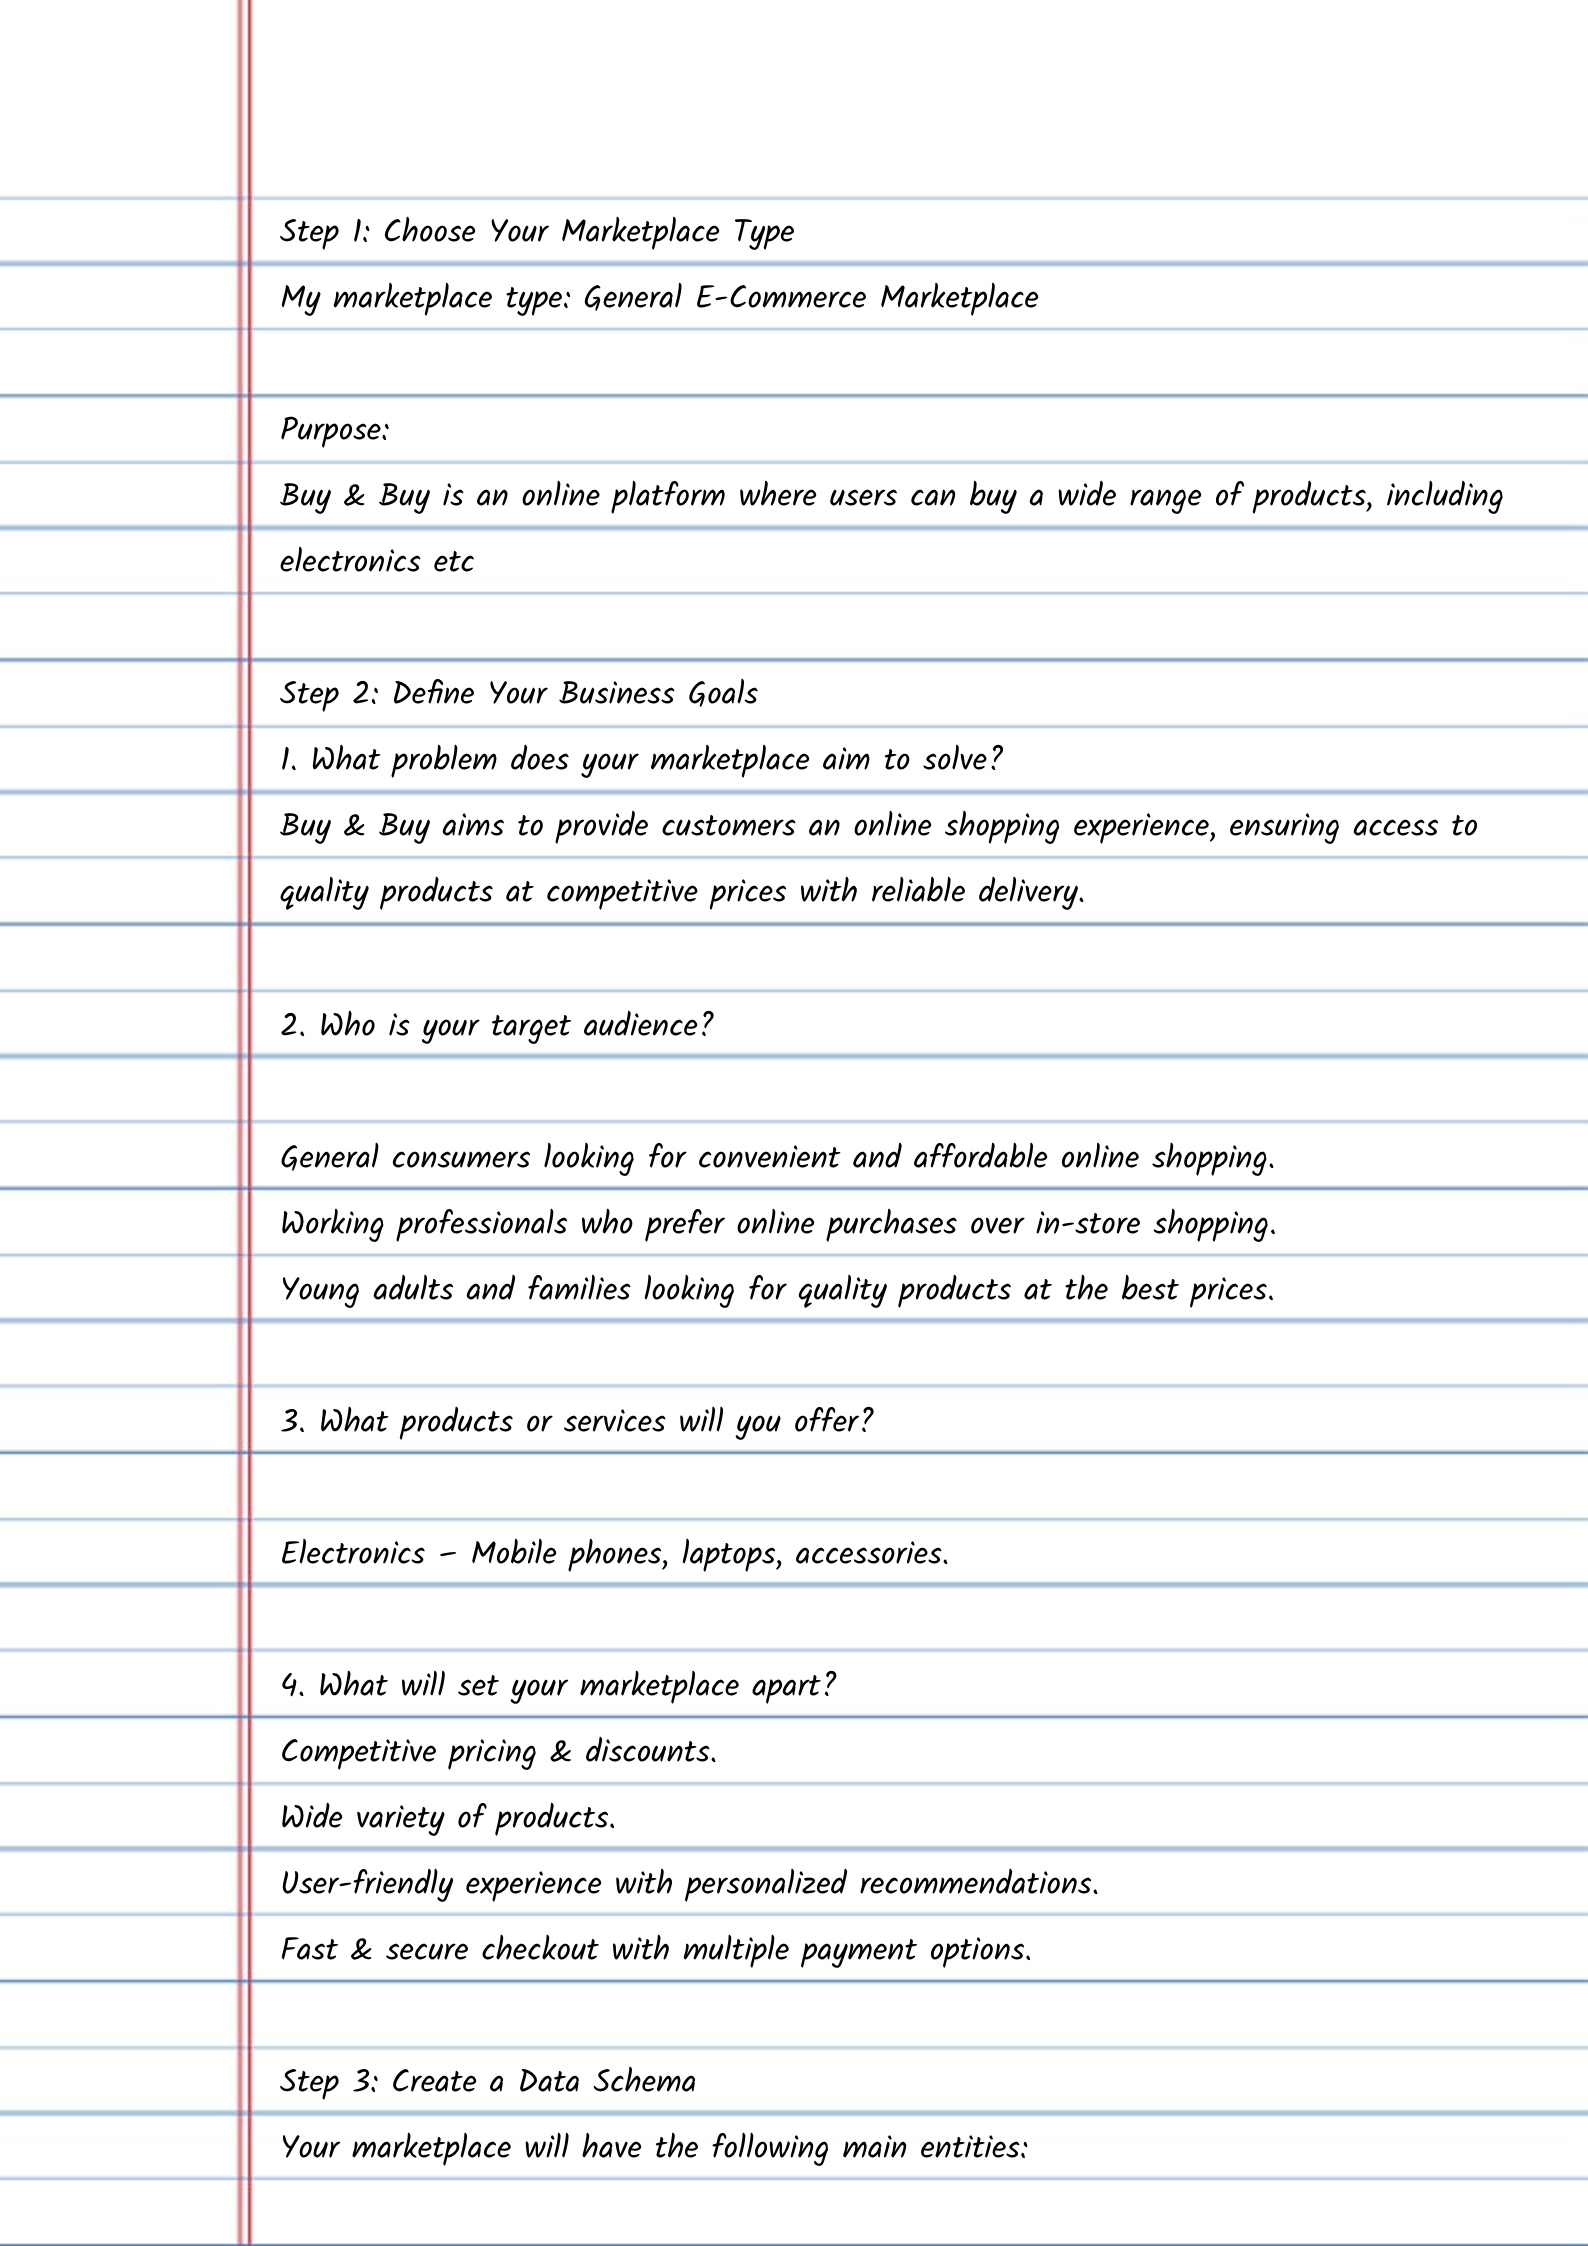 Step 1: Choose Your Marketplace Type
My marketplace type: General E-Commerce Marketplace
Purpose:
Buy & Buy is an online platform where users can buy a wide range of products, including
electronics etc
Step 2: Define Your Business Goals
1. What problem does your marketplace aim to solve?
Buy & Buy aims to provide customers an online shopping experience, ensuring access to
quality products at competitive prices with reliable delivery.
2. Who is your target audience?
General consumers looking for convenient and affordable online shopping.
Working professionals who prefer online purchases over in-store shopping.
Young adults and families looking for quality products at the best prices.
3. What products or services will you offer?
Electronics – Mobile phones, laptops, accessories.
4. What will set your marketplace apart?
Competitive pricing & discounts.
Wide variety of products.
User-friendly experience with personalized recommendations.
Fast & secure checkout with multiple payment options.
Step 3: Create a Data Schema
Your marketplace will have the following main entities: